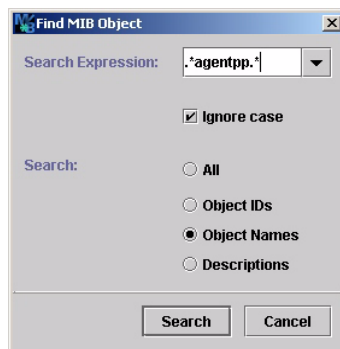 Find MIB Object
Search Expression: .*agentpp.*
Ignore case
Search: All
Object IDs
Object Names
Descriptions
Search Cancel